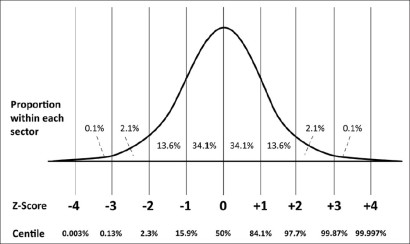 Proportion
within each
sector
0.1% 2.1% 13.6% 34.1% 34.1% 13.6% 2.1% 0.1%
Z-Score -4 -3 -2 -1 0 +1 +2 +3 +4
Centile 0.003% 0.13% 2.3% 15.9% 50% 84.1% 97.7% 99.87% 99.997%